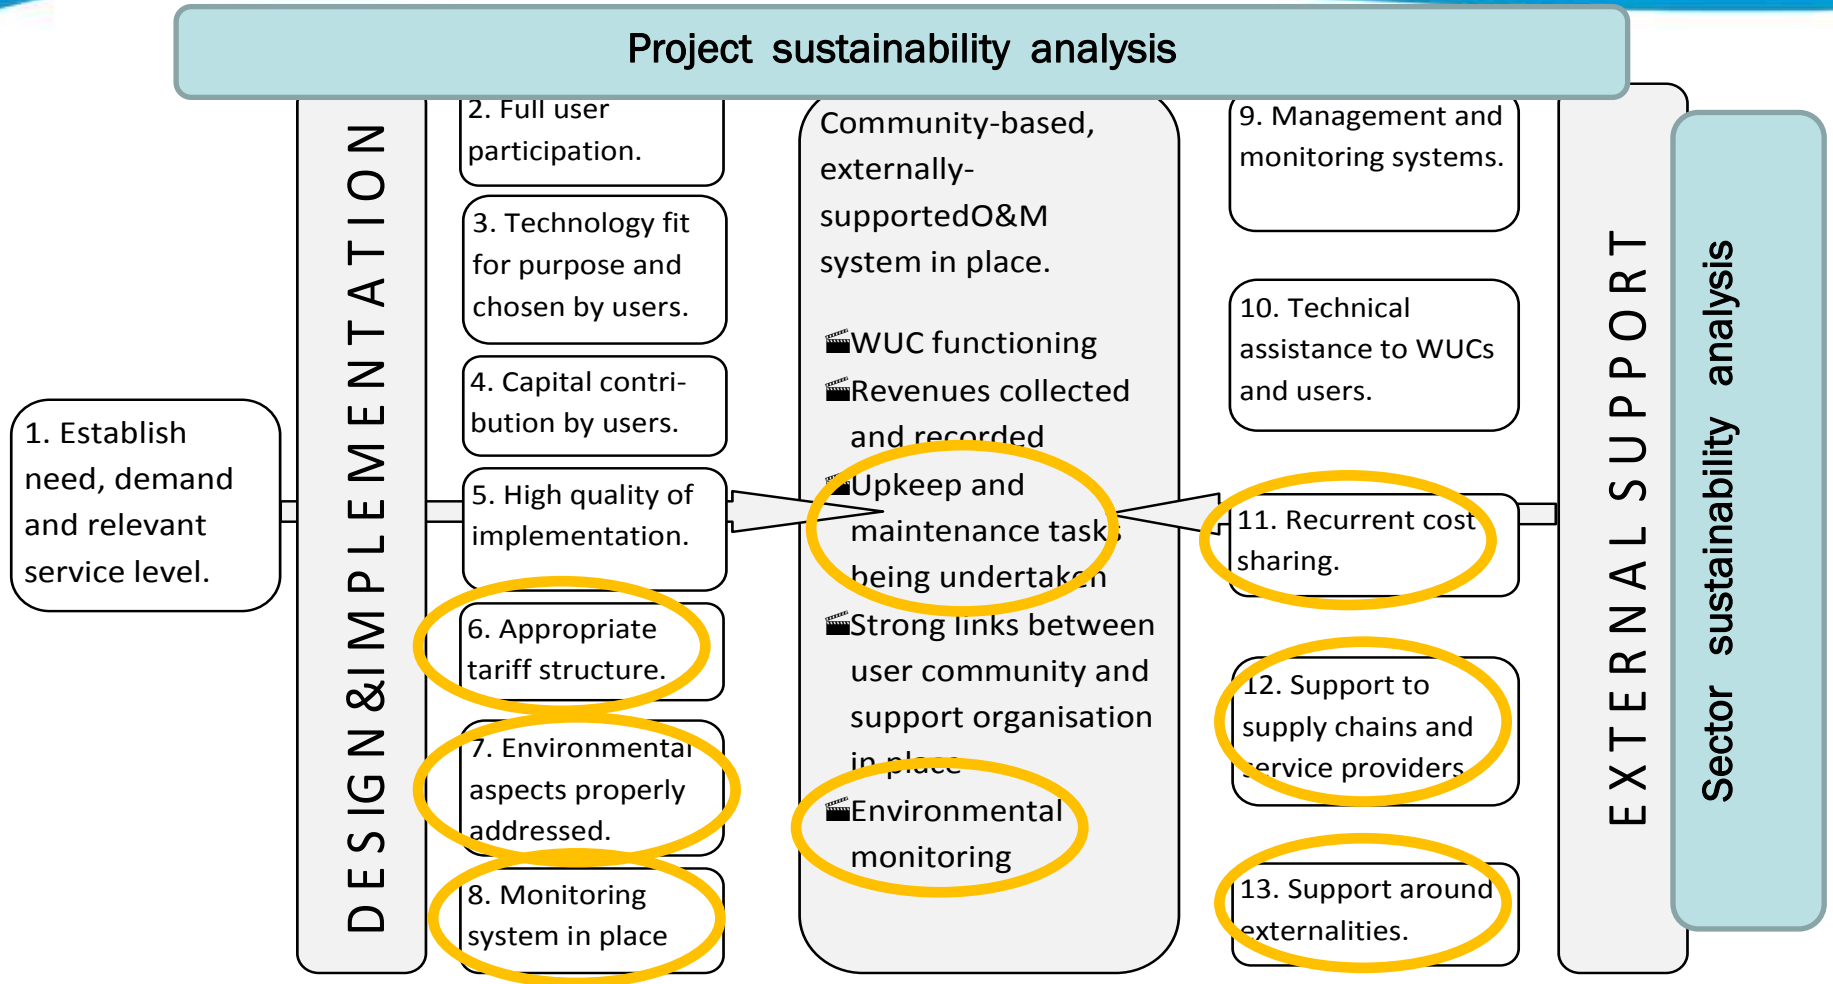 Project sustainability analysis
1. Establish
need, demand
and relevant
service level.
DESIGN&IMPLEMENTATION
2. Full user
participation.
3. Technology fit
for purpose and
chosen by users.
4. Capital contri-
bution by users.
5. High quality of
implementation.
6. Appropriate
tariff structure.
7. Environmental
aspects properly
addressed.
8. Monitoring
system in place
Community-based,
externally-
supportedO&M
system in place.
WUC functioning
Revenues collected
and recorded
Upkeep and
maintenance tasks
being undertaken
Strong links between
user community and
support organisation
in place
Environmental
monitoring
9. Management and
monitoring systems.
10. Technical
assistance to WUCs
and users.
11. Recurrent cost
sharing.
12. Support to
supply chains and
service providers
13. Support around
externalities.
EXTERNAL SUPPORT
Sector sustainability analysis